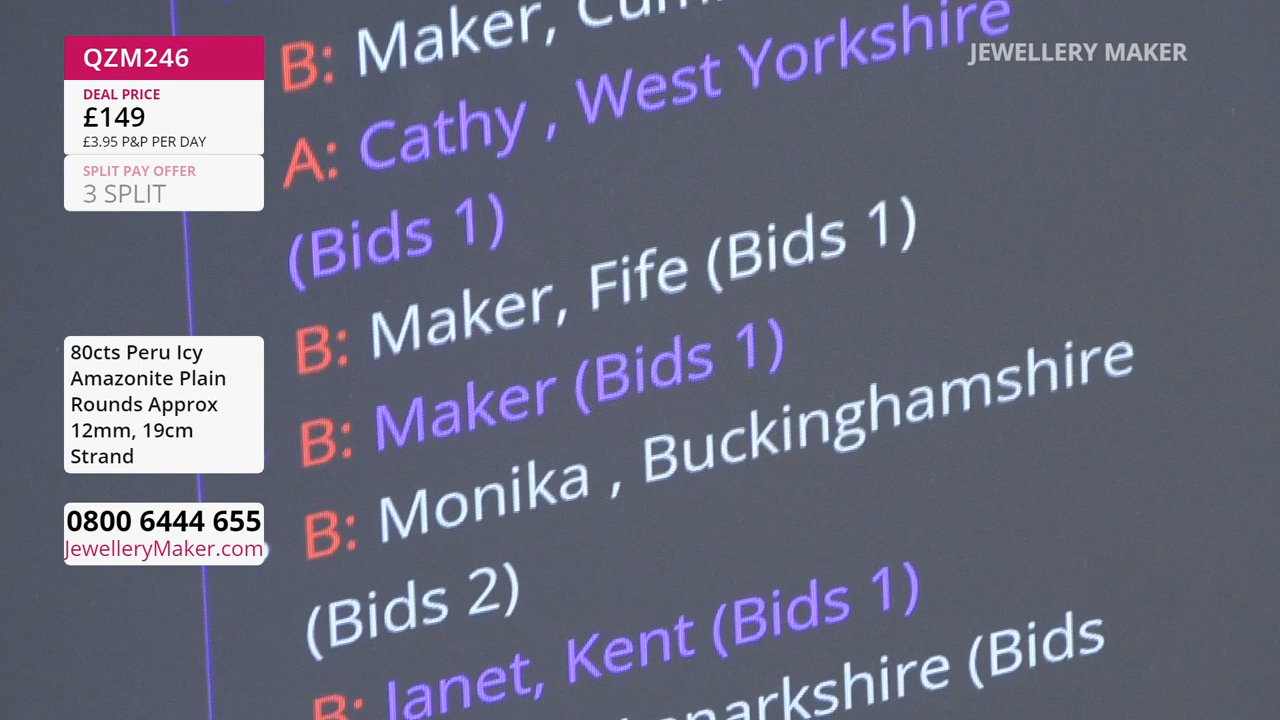 QZM246
DEAL PRICE
£149
£3.95 P&P PER DAY
SPLIT PAY OFFER
3 SPLIT
80cts Peru Icy
Amazonite Plain
Rounds Approx
12mm, 19cm
Strand
0800 6444 655
JewelleryMaker.com
JEWELLERY MAKER
B: Maker,
A: Cathy , West Yorkshire
(Bids 1)
B: Maker, Fife (Bids 1)
B: Maker (Bids 1)
B: Monika , Buckinghamshire
(Bids 2)
B: Janet, Kent (Bids 1)
(Bids